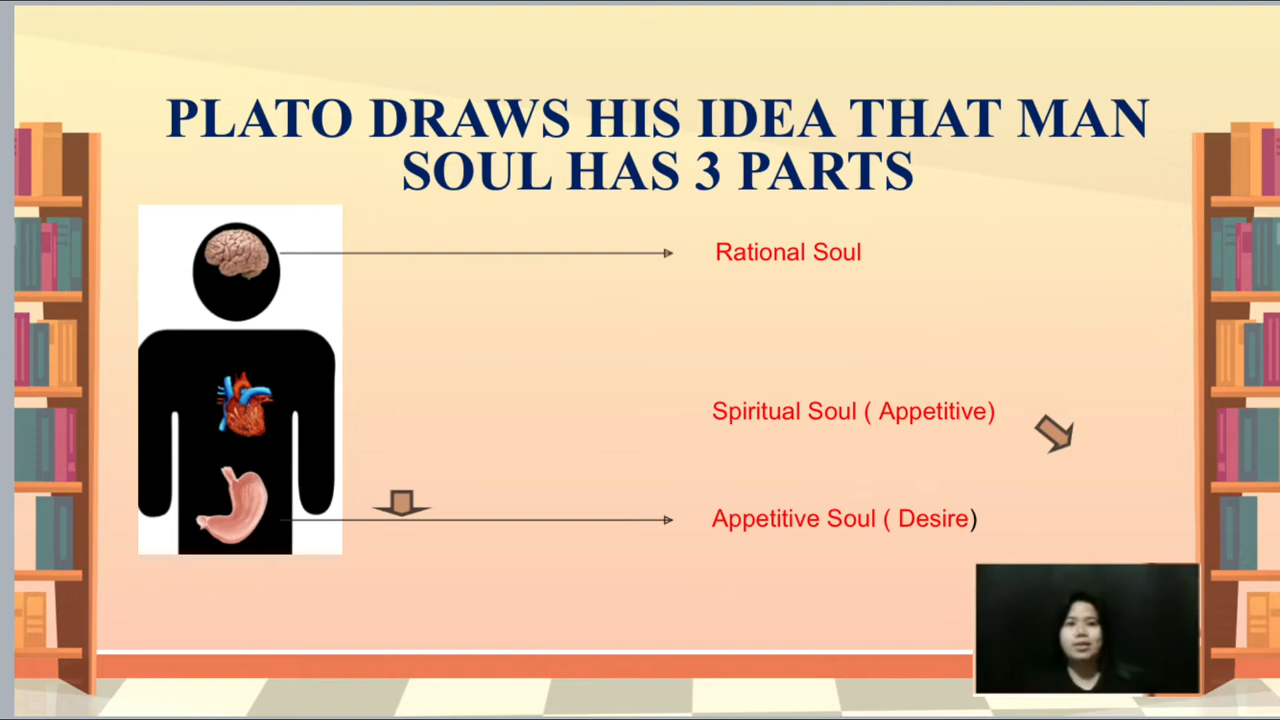 PLATO DRAWS HIS IDEA THAT MAN
SOUL HAS 3 PARTS
Rational Soul
Spiritual Soul ( Appetitive)
Appetitive Soul ( Desire)